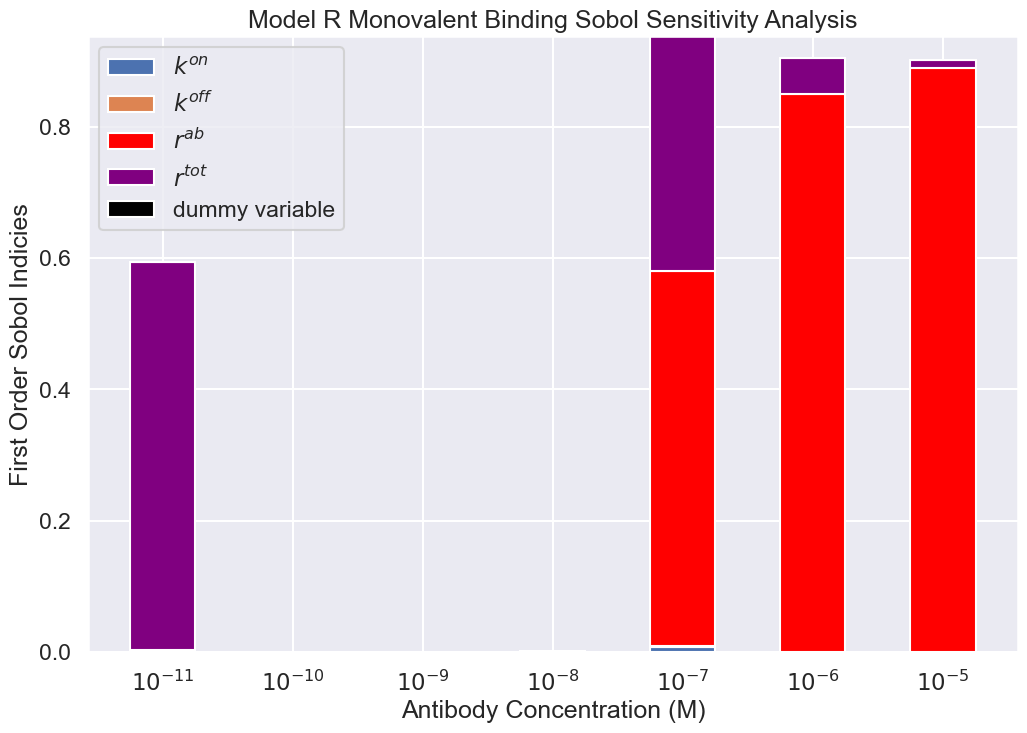 Model R Monovalent Binding Sobol Sensitivity Analysis
k^{on}
k^{off}
r^{ab}
r^{tot}
dummy variable
First Order Sobol Indicies
0.8
0.6
0.4
0.2
0.0
10^{-11} 10^{-10} 10^{-9} 10^{-8} 10^{-7} 10^{-6} 10^{-5}
Antibody Concentration (M)